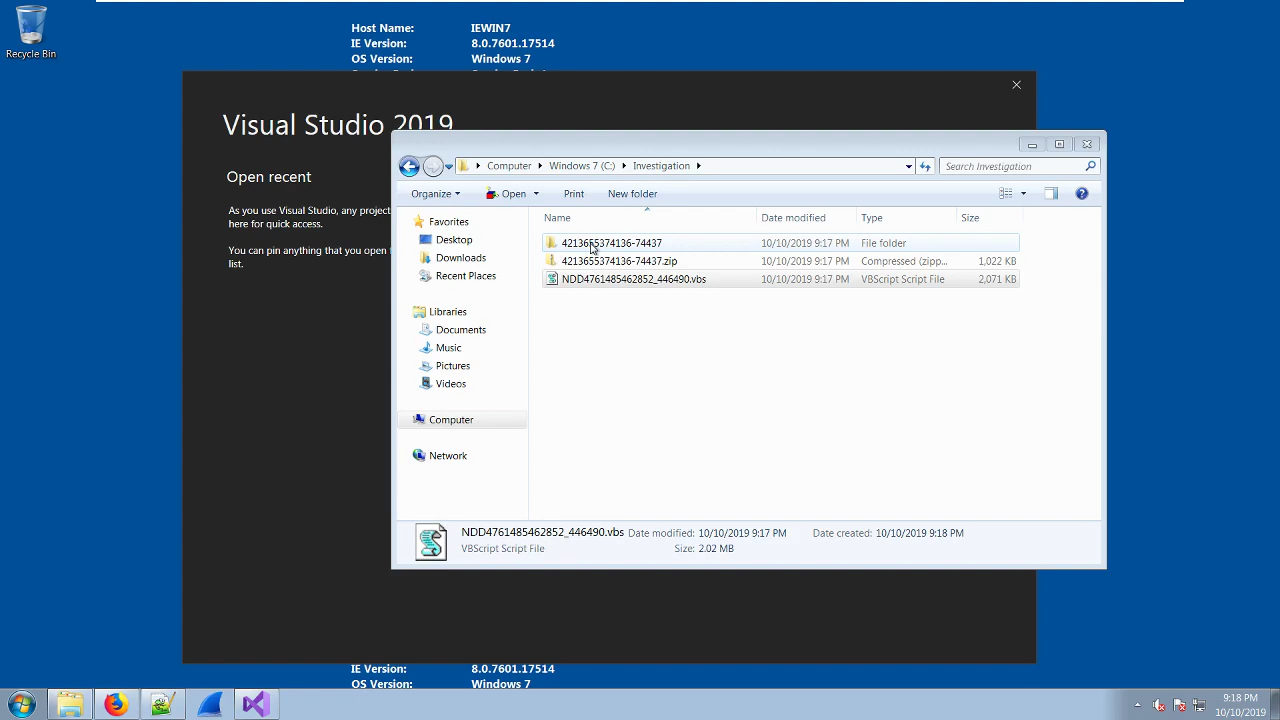 Recycle Bin
Host Name: IEWIN7
IE Version: 8.0.7601.17514
OS Version: Windows 7
Visual Studio 2019
Open recent
As you use Visual Studio, any project
here for quick access.
You can pin anything that you open
list.
Computer Windows 7 (C:) Investigation
Search Investigation
Organize Open Print New folder
Name Date modified Type Size
4213655374136-74437 10/10/2019 9:17 PM File folder
4213655374136-74437.zip 10/10/2019 9:17 PM Compressed (zipp... 1,022 KB
NDD4761485462852_446490.vbs 10/10/2019 9:17 PM VBScript Script File 2,071 KB
Favorites
Desktop
Downloads
Recent Places
Libraries
Documents
Music
Pictures
Videos
Computer
Network
NDD4761485462852_446490.vbs Date modified: 10/10/2019 9:17 PM Date created: 10/10/2019 9:18 PM
VBScript Script File Size: 2.02 MB
IE Version: 8.0.7601.17514
OS Version: Windows 7
9:18 PM
10/10/2019